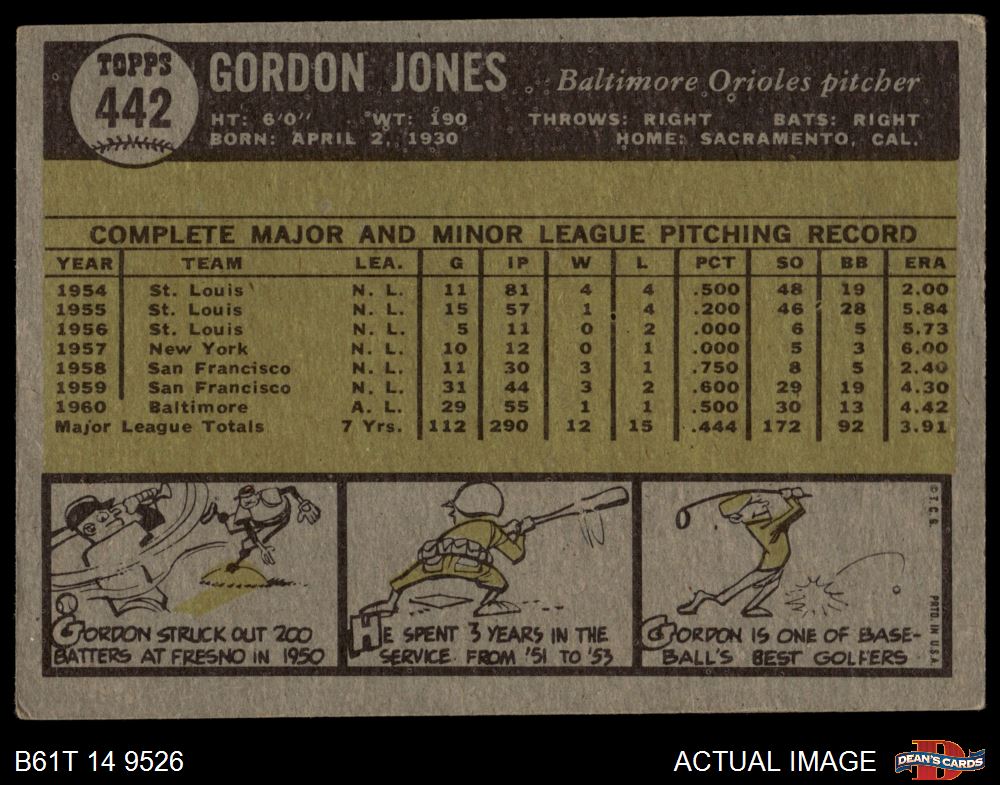 TOPPS
442
GORDON JONES
Baltimore Orioles pitcher
HT: 6'0" WT: 190 THROWS: RIGHT BATS: RIGHT
BORN: APRIL 2, 1930 HOME: SACRAMENTO, CAL.
COMPLETE MAJOR AND MINOR LEAGUE PITCHING RECORD
YEAR TEAM LEA. G IP W L PCT SO BB ERA
1954 St. Louis N. L. 11 81 4 4 .500 48 19 2.00
1955 St. Louis N. L. 15 57 1 4 .200 46 28 5.84
1956 St. Louis N. L. 5 11 0 2 .000 6 5 5.73
1957 New York N. L. 10 12 0 1 .000 5 3 6.00
1958 San Francisco N. L. 11 30 3 1 .750 8 5 2.40
1959 San Francisco N. L. 31 44 3 2 .600 29 19 4.30
1960 Baltimore A. L. 29 55 1 1 .500 30 13 4.42
Major League Totals 7 Yrs. 112 290 12 15 .444 172 92 3.91
GORDON STRUCK OUT 200
BATTERS AT FRESNO IN 1950
HE SPENT 3 YEARS IN THE
SERVICE FROM '51 TO '53
GORDON IS ONE OF BASE-
BALL'S BEST GOLFERS
© T.C.G.
PRTD. IN U.S.A.
B61T 14 9526
ACTUAL IMAGE
D
DEAN'S CARDS